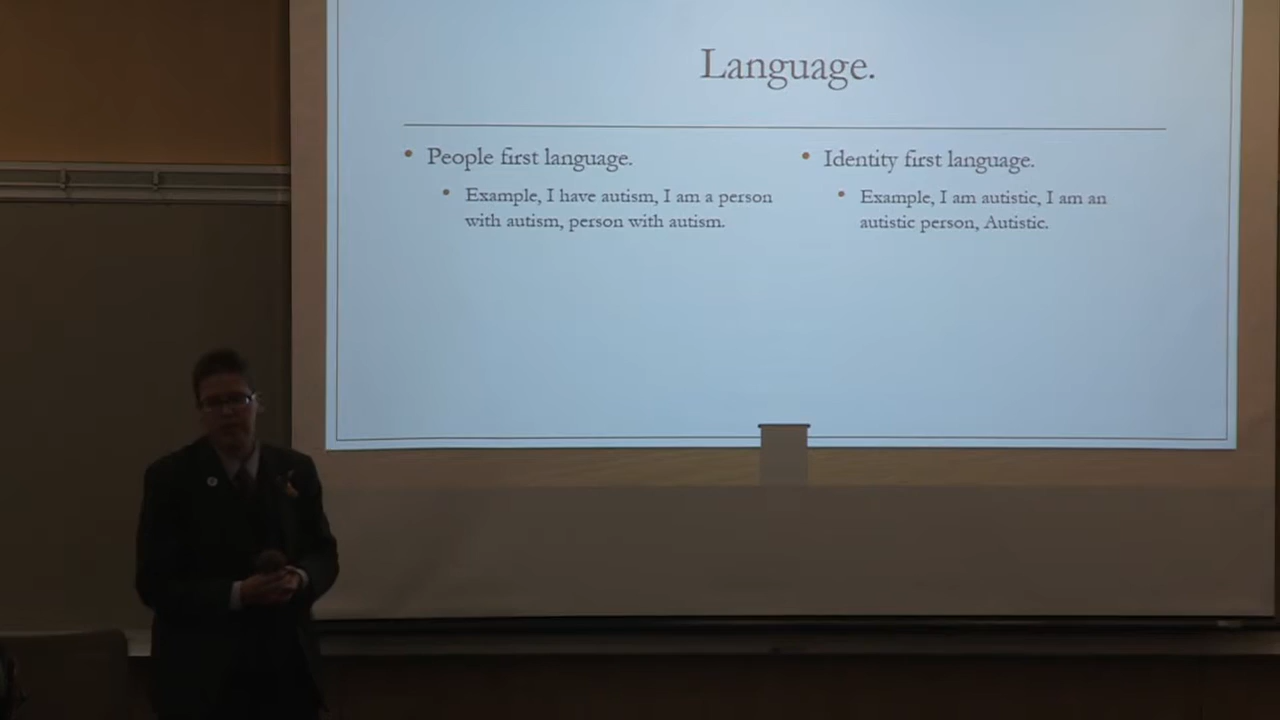 Language.
• People first language.
• Example, I have autism, I am a person
with autism, person with autism.
• Identity first language.
• Example, I am autistic, I am an
autistic person, Autistic.